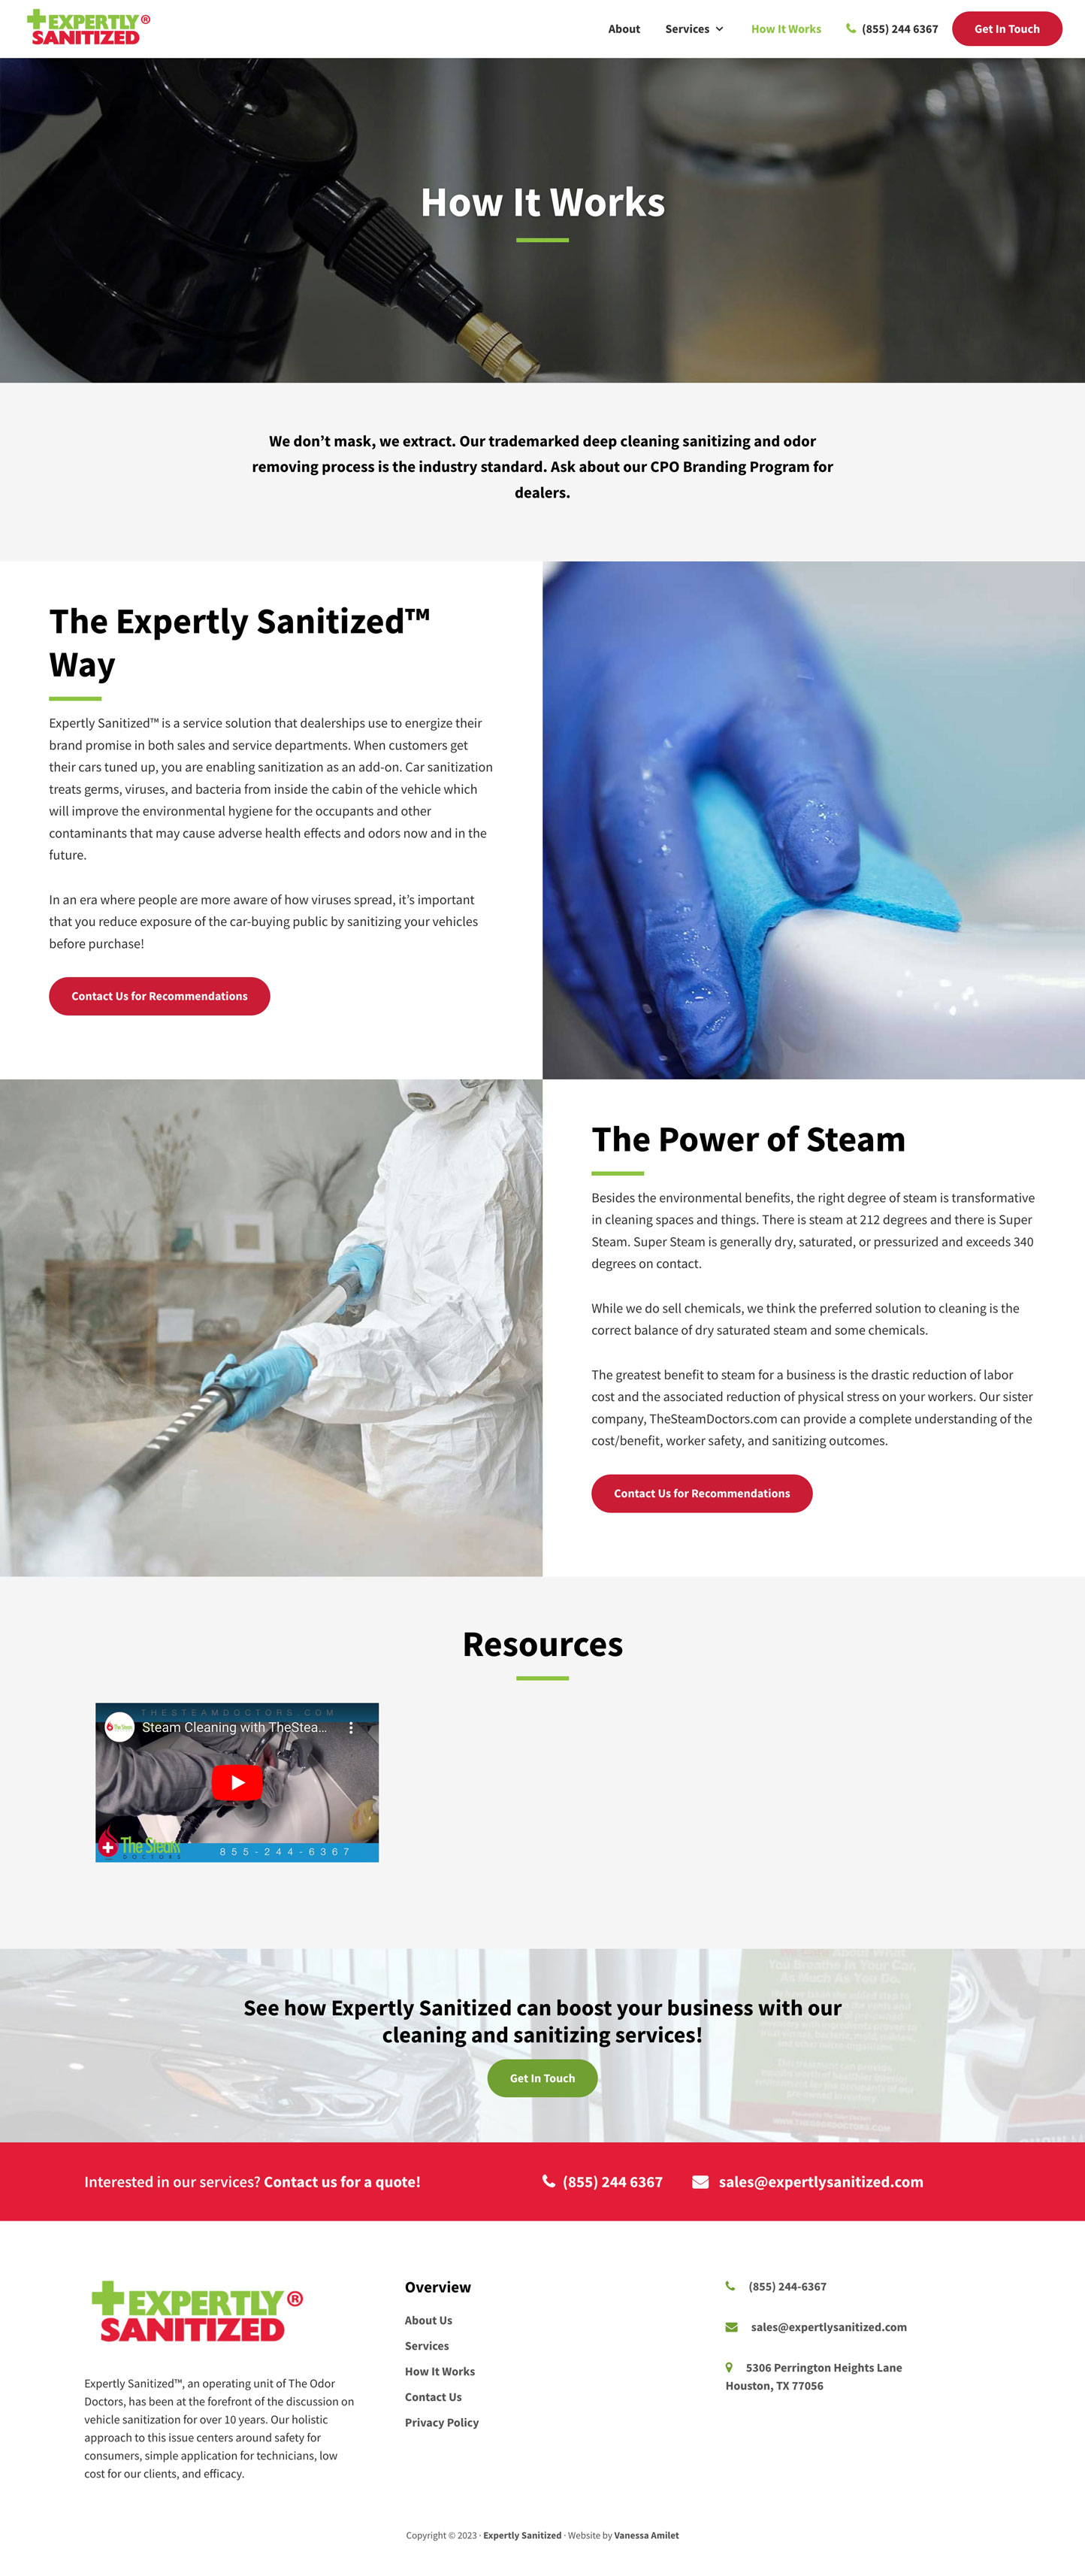 EXPERTLY®
SANITIZED
About Services How It Works (855) 244 6367 Get In Touch
How It Works
We don’t mask, we extract. Our trademarked deep cleaning sanitizing and odor
removing process is the industry standard. Ask about our CPO Branding Program for
dealers.
The Expertly Sanitized™
Way
Expertly Sanitized™ is a service solution that dealerships use to energize their
brand promise in both sales and service departments. When customers get
their cars tuned up, you are enabling sanitization as an add-on. Car sanitization
treats germs, viruses, and bacteria from inside the cabin of the vehicle which
will improve the environmental hygiene for the occupants and other
contaminants that may cause adverse health effects and odors now and in the
future.
In an era where people are more aware of how viruses spread, it’s important
that you reduce exposure of the car-buying public by sanitizing your vehicles
before purchase!
Contact Us for Recommendations
The Power of Steam
Besides the environmental benefits, the right degree of steam is transformative
in cleaning spaces and things. There is steam at 212 degrees and there is Super
Steam. Super Steam is generally dry, saturated, or pressurized and exceeds 340
degrees on contact.
While we do sell chemicals, we think the preferred solution to cleaning is the
correct balance of dry saturated steam and some chemicals.
The greatest benefit to steam for a business is the drastic reduction of labor
cost and the associated reduction of physical stress on your workers. Our sister
company, TheSteamDoctors.com can provide a complete understanding of the
cost/benefit, worker safety, and sanitizing outcomes.
Contact Us for Recommendations
Resources
THESTEAMDOCTORS.COM
Steam Cleaning with TheStea...
The Steam
DOCTORS
855-244-6367
About What
You Breathe In Your Car,
As Much As You Do.
See how Expertly Sanitized can boost your business with our
cleaning and sanitizing services!
Get In Touch
Interested in our services? Contact us for a quote! (855) 244 6367 sales@expertlysanitized.com
EXPERTLY®
SANITIZED
Expertly Sanitized™, an operating unit of The Odor
Doctors, has been at the forefront of the discussion on
vehicle sanitization for over 10 years. Our holistic
approach to this issue centers around safety for
consumers, simple application for technicians, low
cost for our clients, and efficacy.
Overview
About Us
Services
How It Works
Contact Us
Privacy Policy
(855) 244-6367
sales@expertlysanitized.com
5306 Perrington Heights Lane
Houston, TX 77056
Copyright © 2023 · Expertly Sanitized · Website by Vanessa Amilet